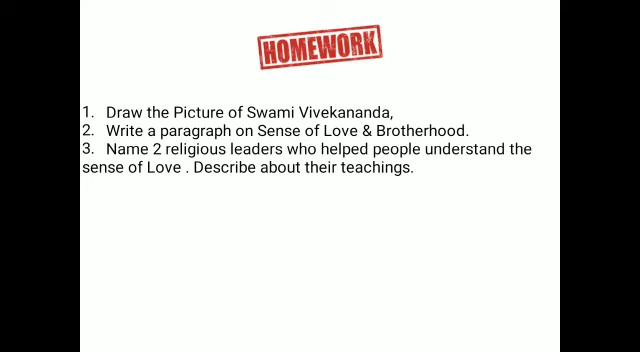 HOMEWORK
1. Draw the Picture of Swami Vivekananda,
2. Write a paragraph on Sense of Love & Brotherhood.
3. Name 2 religious leaders who helped people understand the
sense of Love . Describe about their teachings.